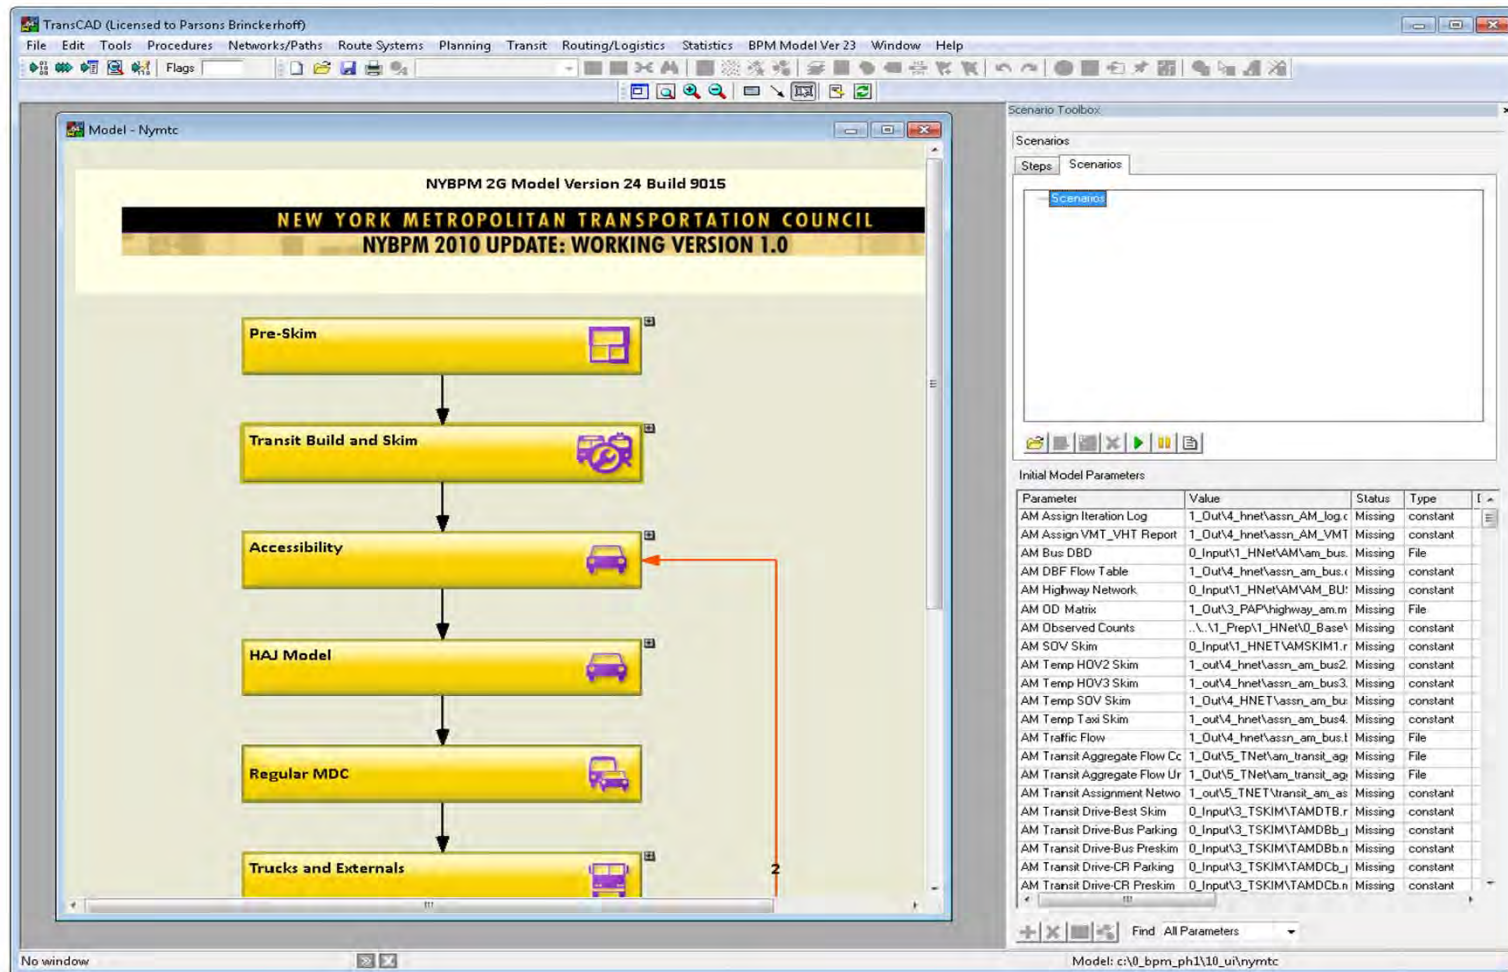 TransCAD (Licensed to Parsons Brinckerhoff)
File Edit Tools Procedures Networks/Paths Route Systems Planning Transit Routing/Logistics Statistics BPM Model Ver 23 Window Help
Flags
Model - Nymtc
NYBPM 2G Model Version 24 Build 9015
NEW YORK METROPOLITAN TRANSPORTATION COUNCIL
NYBPM 2010 UPDATE: WORKING VERSION 1.0
Pre-Skim
Transit Build and Skim
Accessibility
HAJ Model
Regular MDC
Trucks and Externals
2
Scenario Toolbox
Scenarios
Steps Scenarios
Scenarios
Initial Model Parameters
Parameter Value Status Type
AM Assign Iteration Log 1_Out\4_hnet\assn_AM_log.c Missing constant
AM Assign VMT_VHT Report 1_Out\4_hnet\assn_AM_VMT Missing constant
AM Bus DBD 0_Input\1_HNet\AM\am_bus. Missing File
AM DBF Flow Table 1_Out\4_hnet\assn_am_bus.( Missing constant
AM Highway Network 0_Input\1_HNet\AM\AM_BU: Missing constant
AM OD Matrix 1_Out\3_PAP\highway_am.m Missing File
AM Observed Counts ..\..\1_Prep\1_HNet\0_Base\ Missing constant
AM SOV Skim 0_Input\1_HNET\AMSKIM1.r Missing constant
AM Temp HOV2 Skim 1_out\4_hnet\assn_am_bus2. Missing constant
AM Temp HOV3 Skim 1_out\4_hnet\assn_am_bus3. Missing constant
AM Temp SOV Skim 1_Out\4_HNET\assn_am_bu: Missing constant
AM Temp Taxi Skim 1_out\4_hnet\assn_am_bus4. Missing constant
AM Traffic Flow 1_Out\4_hnet\assn_am_bus.t Missing File
AM Transit Aggregate Flow Cc 1_Out\5_TNet\am_transit_agg Missing File
AM Transit Aggregate Flow Ur 1_Out\5_TNet\am_transit_agg Missing File
AM Transit Assignment Netwo 1_out\5_TNET\transit_am_as Missing constant
AM Transit Drive-Best Skim 0_Input\3_TSKIM\TAMDTB.r Missing constant
AM Transit Drive-Bus Parking 0_Input\3_TSKIM\TAMDBb_ Missing constant
AM Transit Drive-Bus Preskim 0_Input\3_TSKIM\TAMDBb.n Missing constant
AM Transit Drive-CR Parking 0_Input\3_TSKIM\TAMDCb_ Missing constant
AM Transit Drive-CR Preskim 0_Input\3_TSKIM\TAMDCb.n Missing constant
Find All Parameters
No window
Model: c:\0_bpm_ph1\10_ui\nymtc